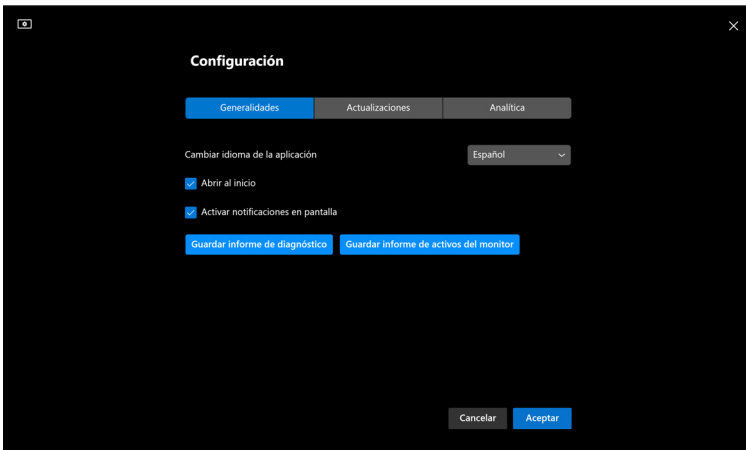 Configuración
Generalidades Actualizaciones Analítica
Cambiar idioma de la aplicación Español
Abrir al inicio
Activar notificaciones en pantalla
Guardar informe de diagnóstico Guardar informe de activos del monitor
Cancelar Aceptar